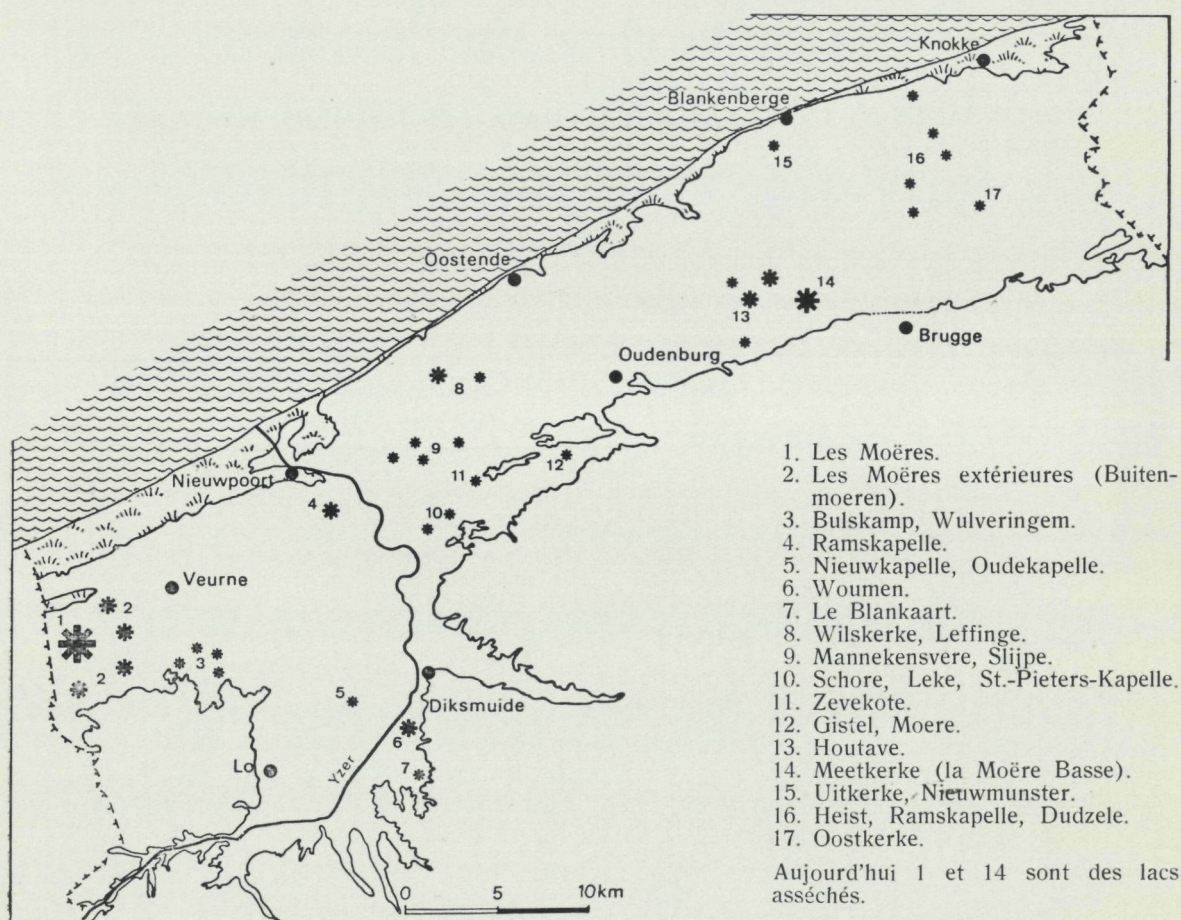 Knokke
Blankenberge
15
16
17
Oostende
14
13
Brugge
Oudenburg
8
9
11
12
Nieuwpoort
4
10
Veurne
2
1
3
2
5
Diksmuide
6
Lo
Yzer
7
0 5 10km
1. Les Moëres.
2. Les Moëres extérieures (Buiten-
moeren).
3. Bulskamp, Wulveringem.
4. Ramskapelle.
5. Nieuwkapelle, Oudekapelle.
6. Woumen.
7. Le Blankaart.
8. Wilskerke, Leffinge.
9. Mannekensvere, Slijpe.
10. Schore, Leke, St.-Pieters-Kapelle.
11. Zevekote.
12. Gistel, Moere.
13. Houtave.
14. Meetkerke (la Moëre Basse).
15. Uitkerke, Nieuwmunster.
16. Heist, Ramskapelle, Dudzele.
17. Oostkerke.
Aujourd'hui 1 et 14 sont des lacs
asséchés.